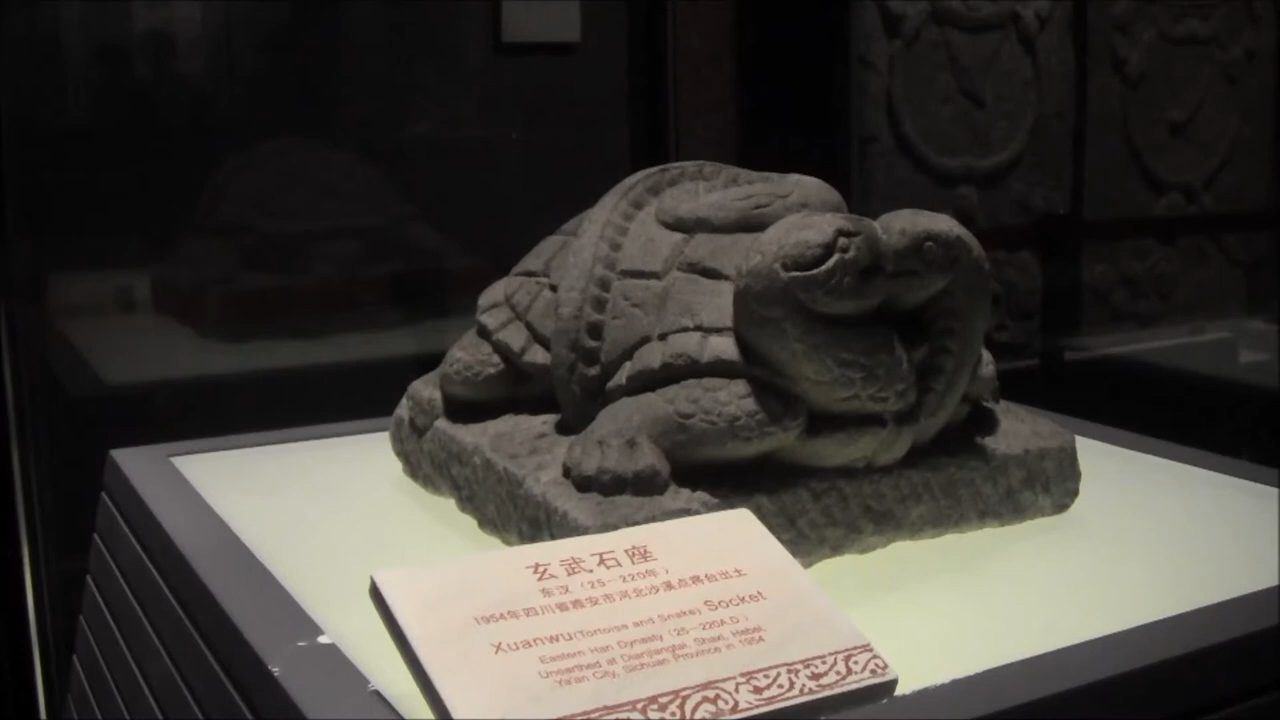 玄武石座
东汉（25－220年）
1954年四川省雅安市河北沙溪点将台出土
Xuanwu(Tortoise and Snake) Socket
Eastern Han Dynasty (25－220A.D.)
Unearthed at Dianjiangtai, Shaxi, Hebei,
Ya'an City, Sichuan Province in 1954